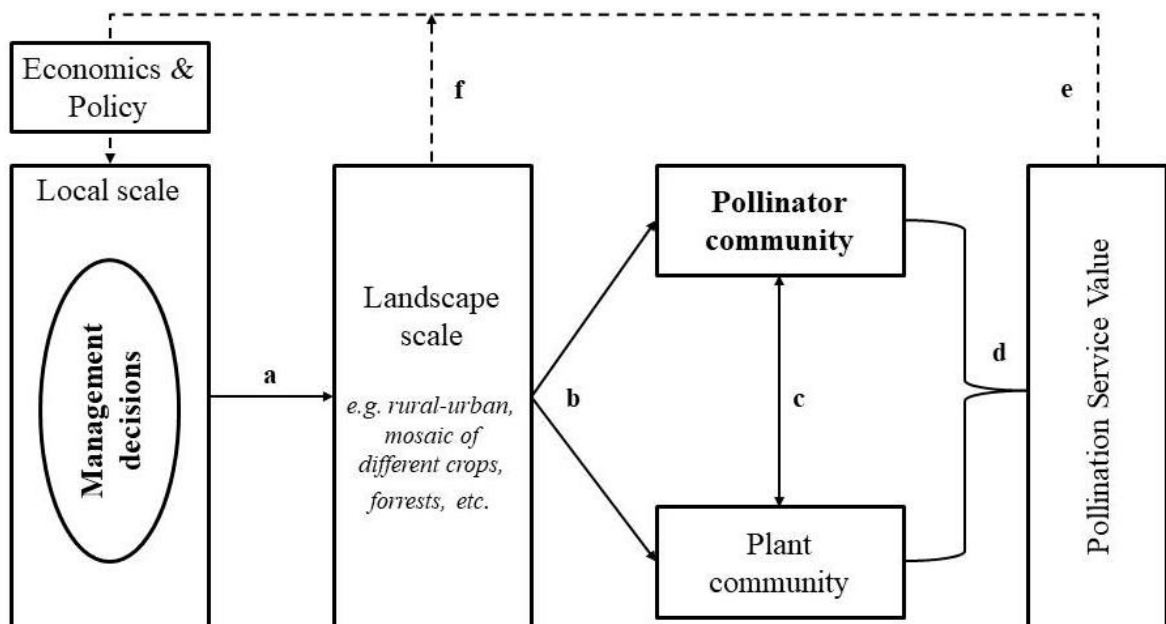 Economics &
Policy
f
e
Local scale
Management
decisions
a
Landscape
scale
e.g. rural-urban,
mosaic of
different crops,
forrests, etc.
b
Pollinator
community
c
Plant
community
d
Pollination Service Value